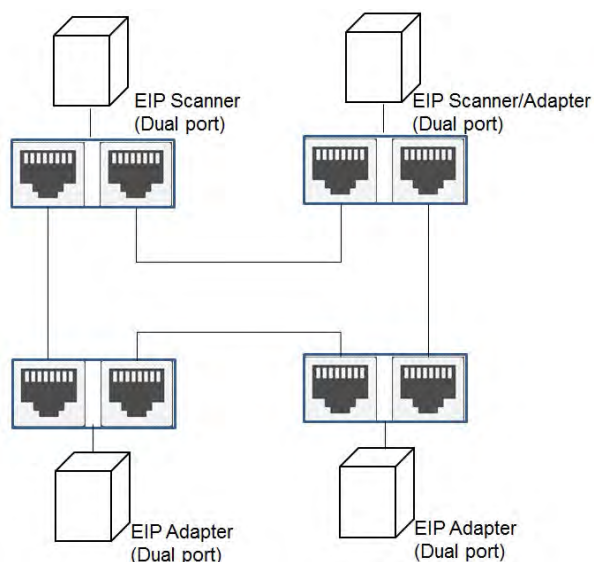 EIP Scanner
(Dual port)
EIP Scanner/Adapter
(Dual port)
EIP Adapter
(Dual port)
EIP Adapter
(Dual port)